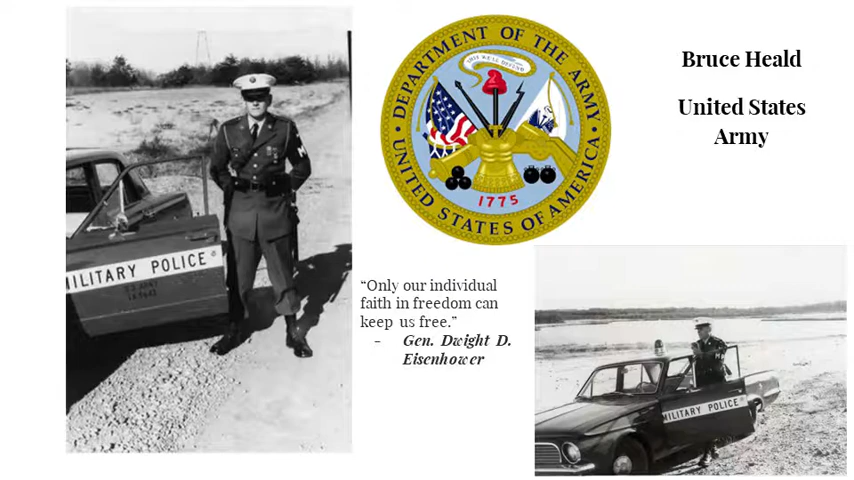 MILITARY POLICE
U.S. ARMY
DEPARTMENT OF THE ARMY
THIS WE'LL DEFEND
1775
UNITED STATES OF AMERICA
Bruce Heald
United States
Army
“Only our individual
faith in freedom can
keep us free.”
- Gen. Dwight D.
Eisenhower
MILITARY POLICE